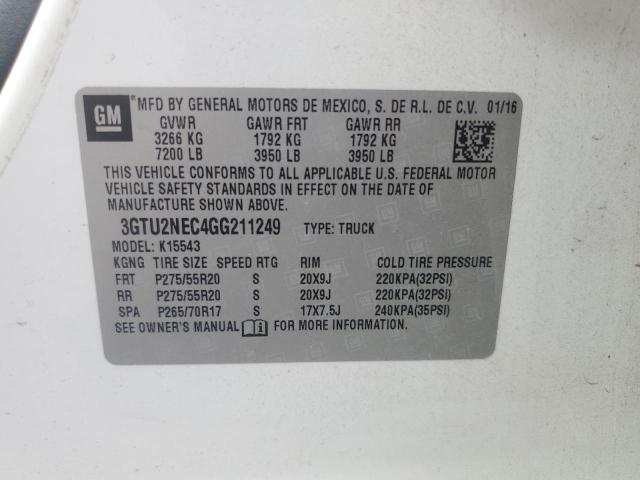 GM
*MFD BY GENERAL MOTORS DE MEXICO, S. DE R.L. DE C.V. 01/16
GVWR GAWR FRT GAWR RR
3266 KG 1792 KG 1792 KG
7200 LB 3950 LB 3950 LB
THIS VEHICLE CONFORMS TO ALL APPLICABLE U.S. FEDERAL MOTOR
VEHICLE SAFETY STANDARDS IN EFFECT ON THE DATE OF
MANUFACTURE SHOWN ABOVE.
3GTU2NEC4GG211249 TYPE: TRUCK
MODEL: K15543
KGNG TIRE SIZE SPEED RTG RIM COLD TIRE PRESSURE
FRT P275/55R20 S 20X9J 220KPA(32PSI)
RR P275/55R20 S 20X9J 220KPA(32PSI)
SPA P265/70R17 S 17X7.5J 240KPA(35PSI)
SEE OWNER'S MANUAL FOR MORE INFORMATION.